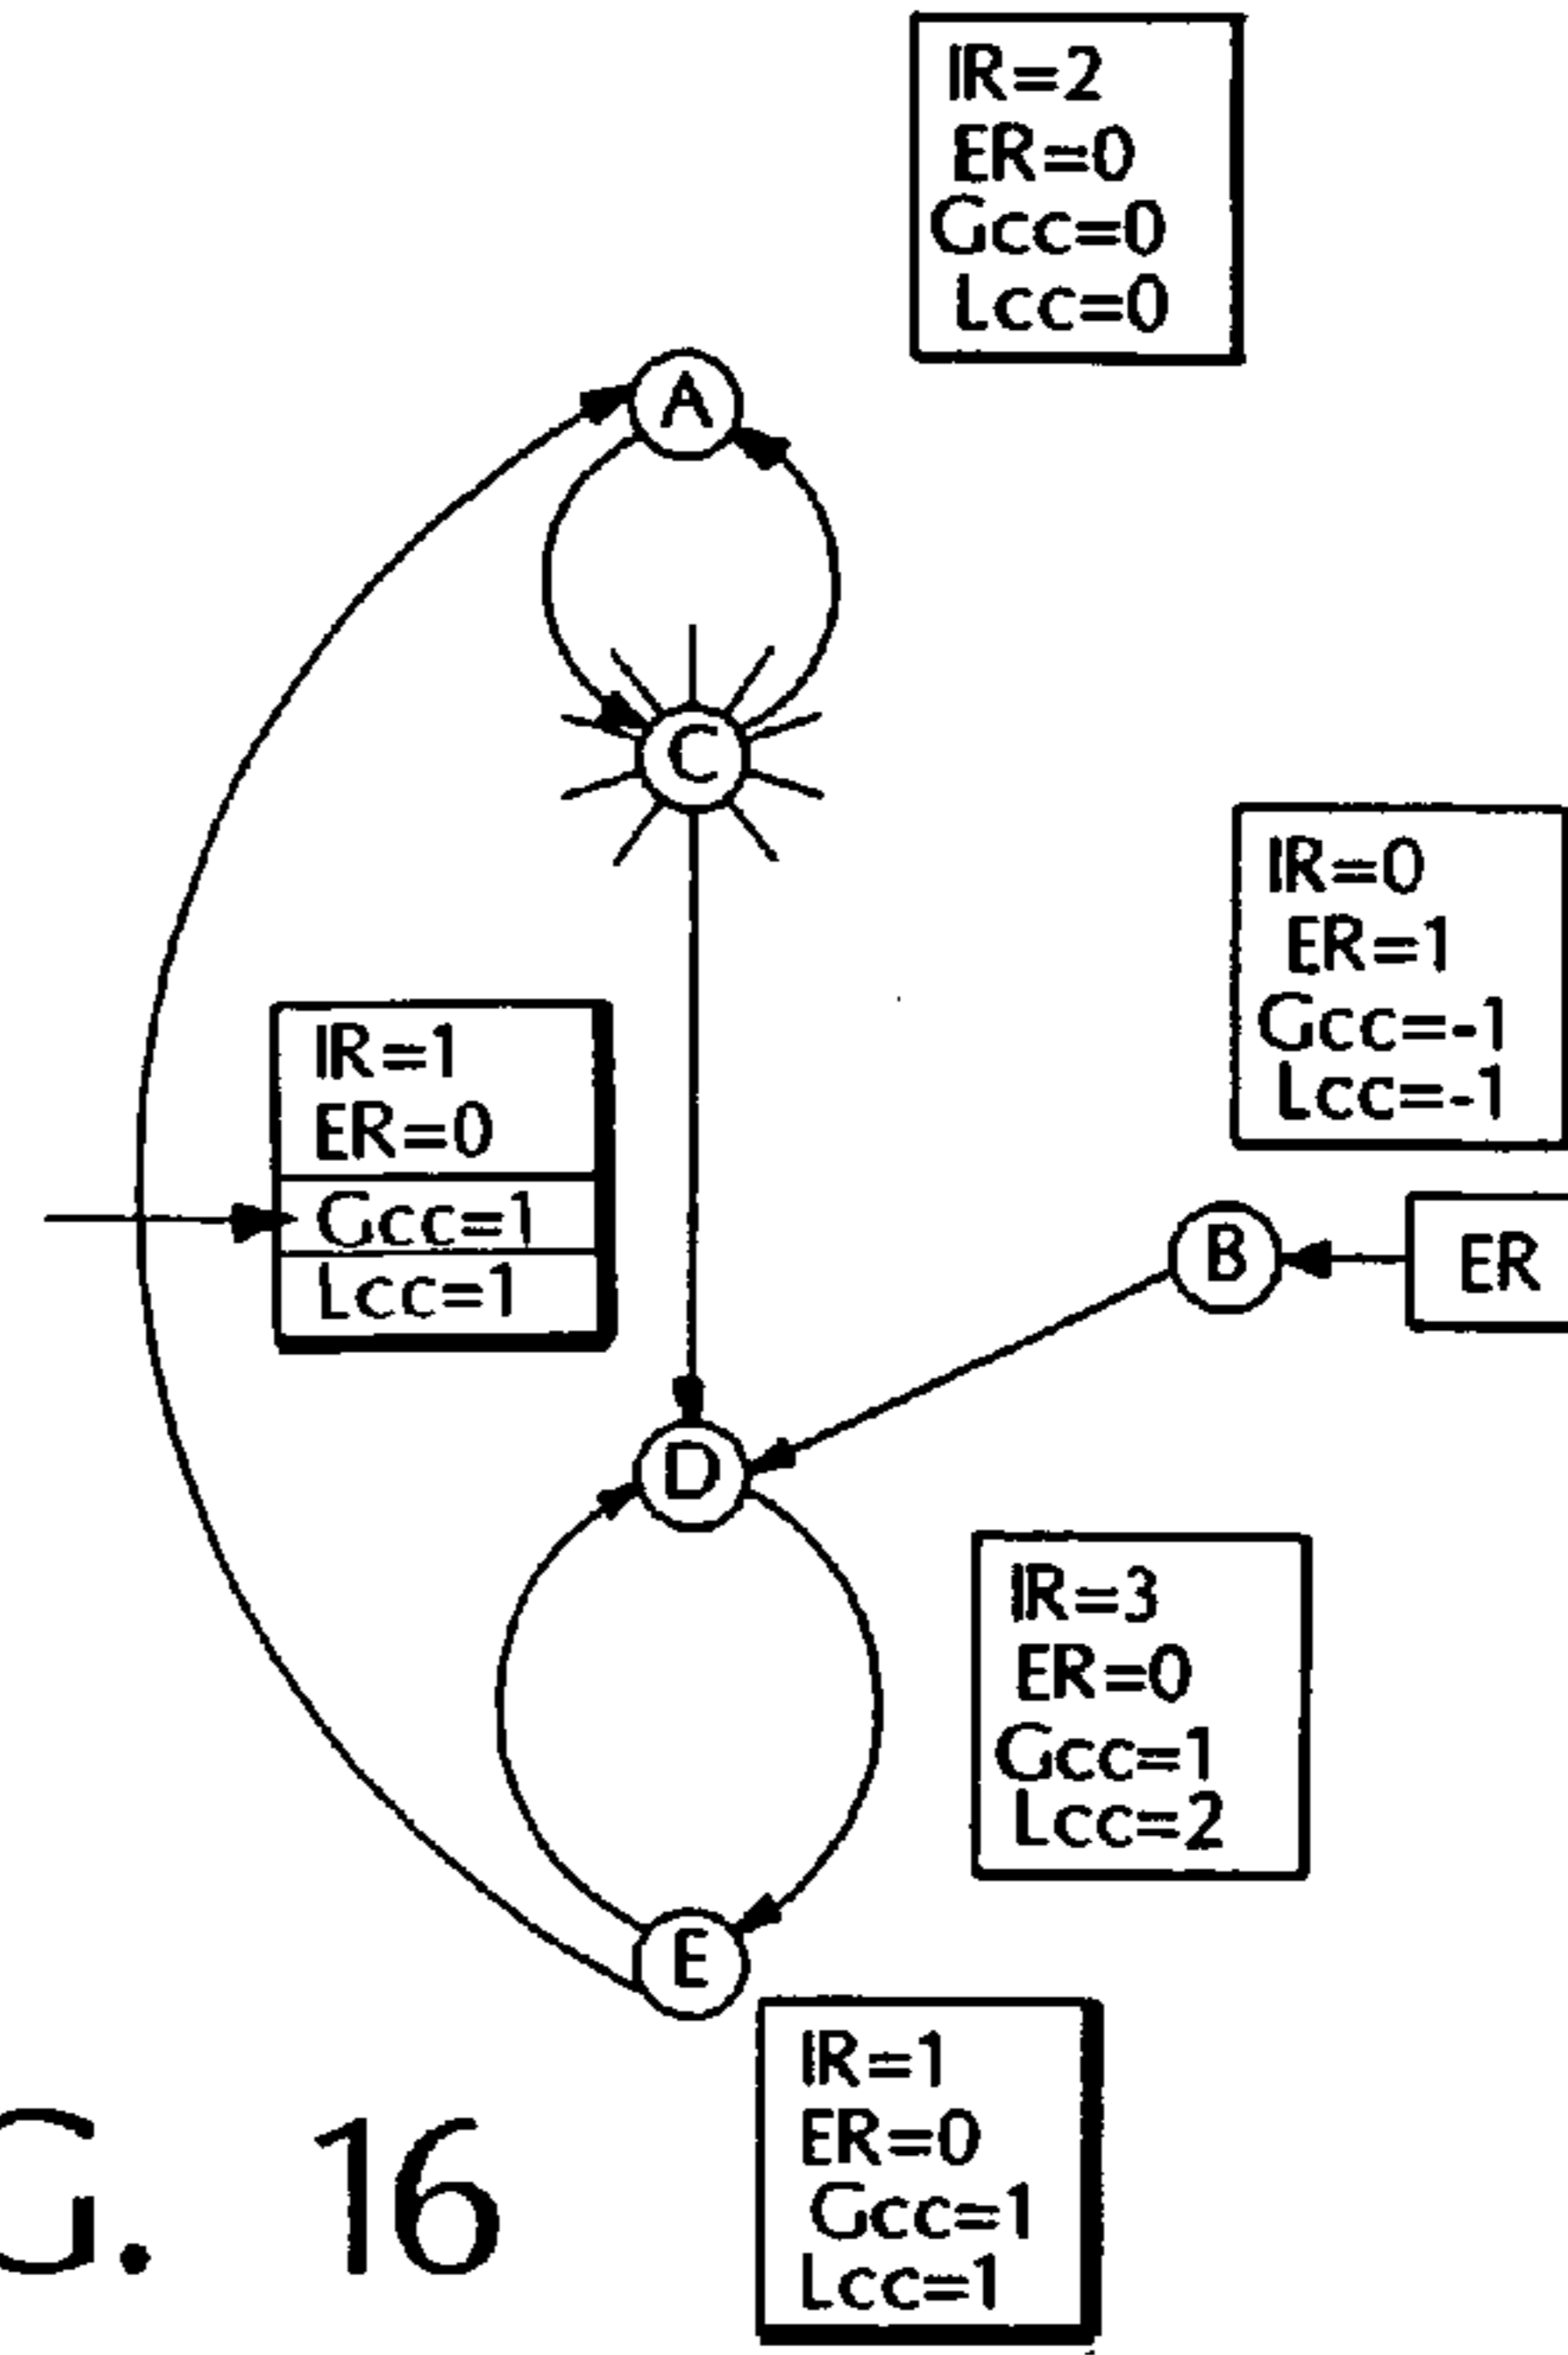 IR=2
ER=0
Gcc=0
Lcc=0
A
C
IR=0
ER=1
Gcc=-1
Lcc=-1
IR=1
ER=0
Gcc=1
Lcc=1
B
ER
D
IR=3
ER=0
Gcc=1
Lcc=2
E
IR=1
ER=0
Gcc=1
Lcc=1
G. 16